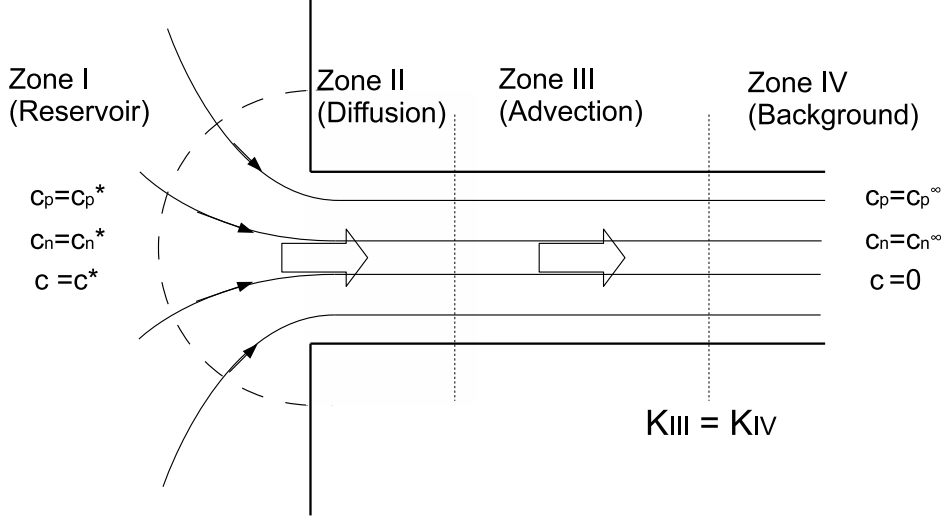 Zone I
(Reservoir)
Zone II
(Diffusion)
Zone III
(Advection)
Zone IV
(Background)
cp=cp*
cn=cn*
c =c*
cp=cp∞
cn=cn∞
c=0
KIII = KIV